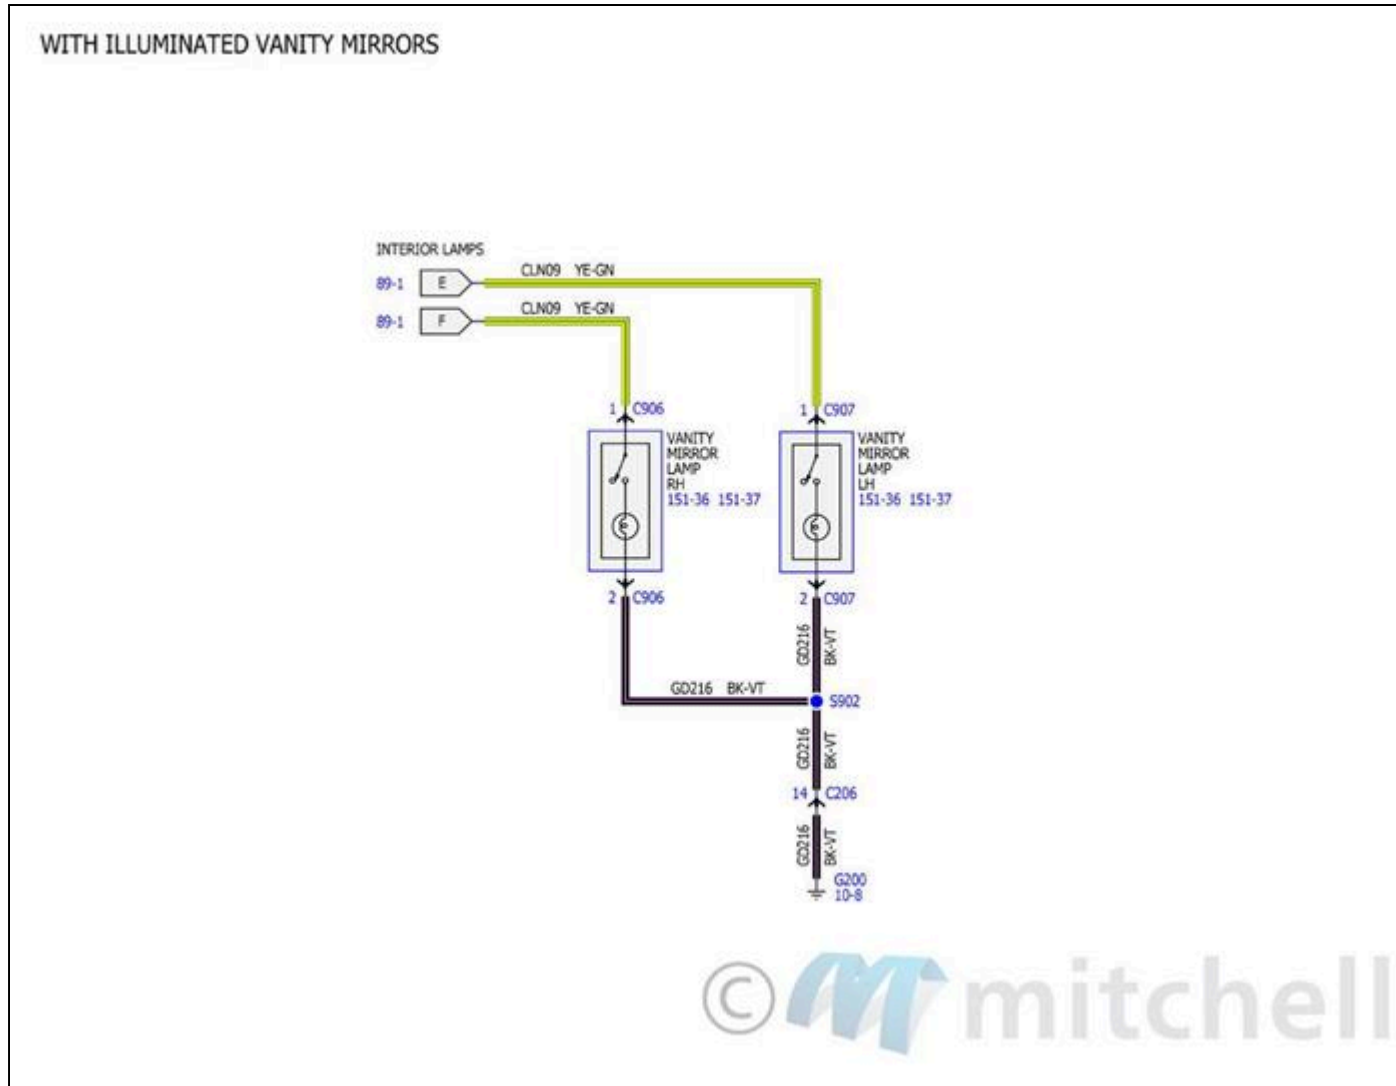 WITH ILLUMINATED VANITY MIRRORS
INTERIOR LAMPS
89-1 E CLN09 YE-GN
89-1 F CLN09 YE-GN
1 C906
1 C907
VANITY
MIRROR
LAMP
RH
151-36 151-37
VANITY
MIRROR
LAMP
LH
151-36 151-37
2 C906
2 C907
GD216 BK-VT
GD216 BK-VT
S902
GD216 BK-VT
14 C206
GD216 BK-VT
G200
10-8
© mitchell